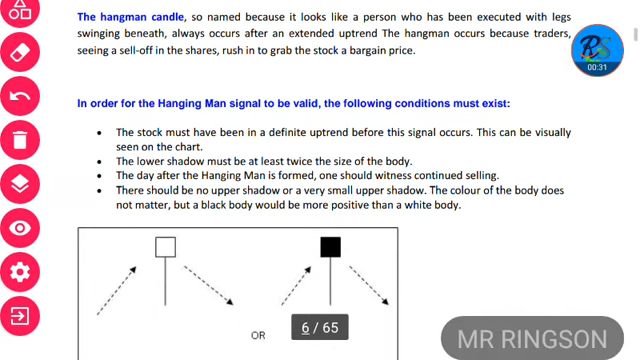 The hangman candle, so named because it looks like a person who has been executed with legs
swinging beneath, always occurs after an extended uptrend The hangman occurs because traders,
seeing a sell-off in the shares, rush in to grab the stock a bargain price.
RS
00:31
In order for the Hanging Man signal to be valid, the following conditions must exist:
• The stock must have been in a definite uptrend before this signal occurs. This can be visually
seen on the chart.
• The lower shadow must be at least twice the size of the body.
• The day after the Hanging Man is formed, one should witness continued selling.
• There should be no upper shadow or a very small upper shadow. The colour of the body does
not matter, but a black body would be more positive than a white body.
OR
6 / 65
MR RINGSON